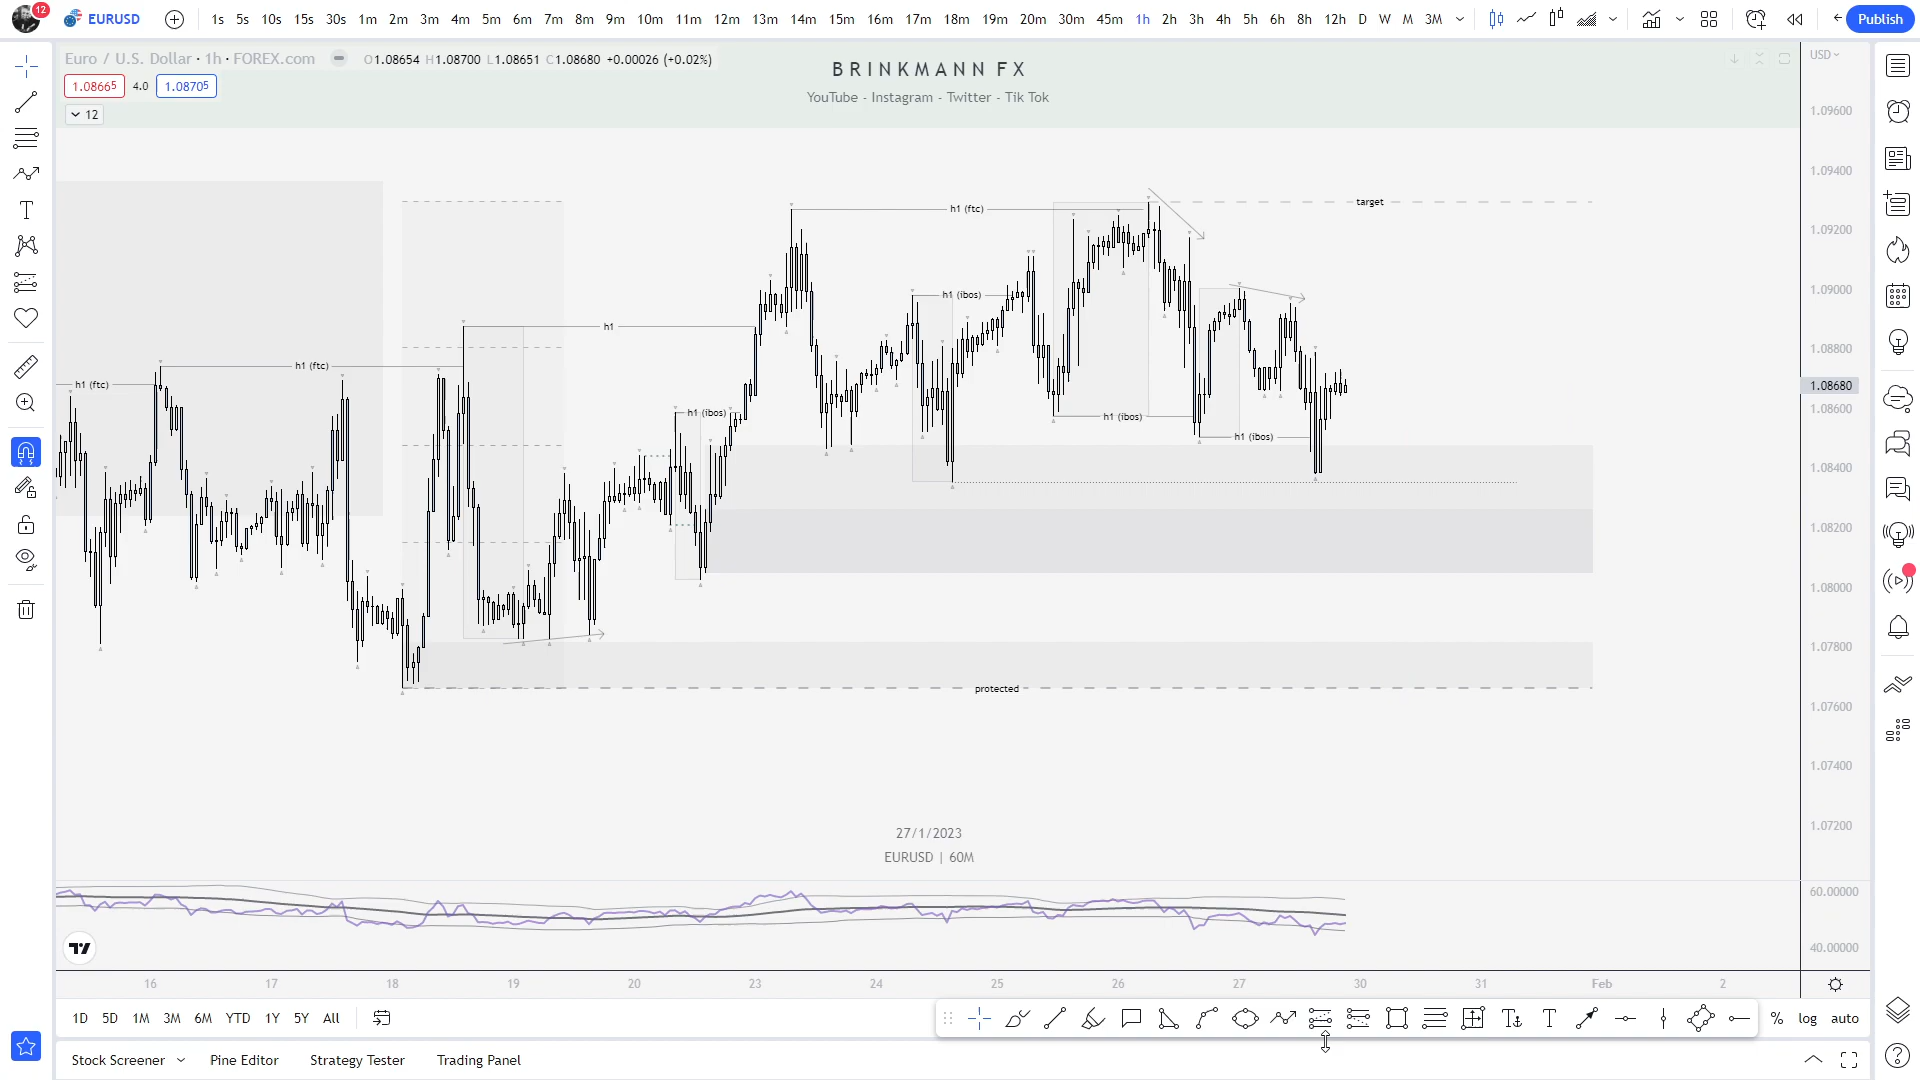 12
EURUSD
1s 5s 10s 15s 30s 1m 2m 3m 4m 5m 6m 7m 8m 9m 10m 11m 12m 13m 14m 15m 16m 17m 18m 19m 20m 30m 45m 1h 2h 3h 4h 5h 6h 8h 12h D W M 3M
Publish
Euro / U.S. Dollar · 1h · FOREX.com
O1.08654 H1.08700 L1.08651 C1.08680 +0.00026 (+0.02%)
USD
BRINKMANN FX
1.08665 4.0 1.08705
YouTube - Instagram - Twitter - Tik Tok
12
1.09600
1.09400
target
h1 (ftc)
1.09200
1.09000
h1 (ibos)
h1
1.08800
h1 (ftc)
h1 (ftc)
1.08680
h1 (ibos)
1.08600
h1 (ibos)
h1 (ibos)
1.08400
1.08200
1.08000
1.07800
protected
1.07600
1.07400
1.07200
27/1/2023
EURUSD | 60M
60.00000
40.00000
16 17 18 19 20 23 24 25 26 27 30 31 Feb 2
1D 5D 1M 3M 6M YTD 1Y 5Y All
% log auto
Stock Screener Pine Editor Strategy Tester Trading Panel